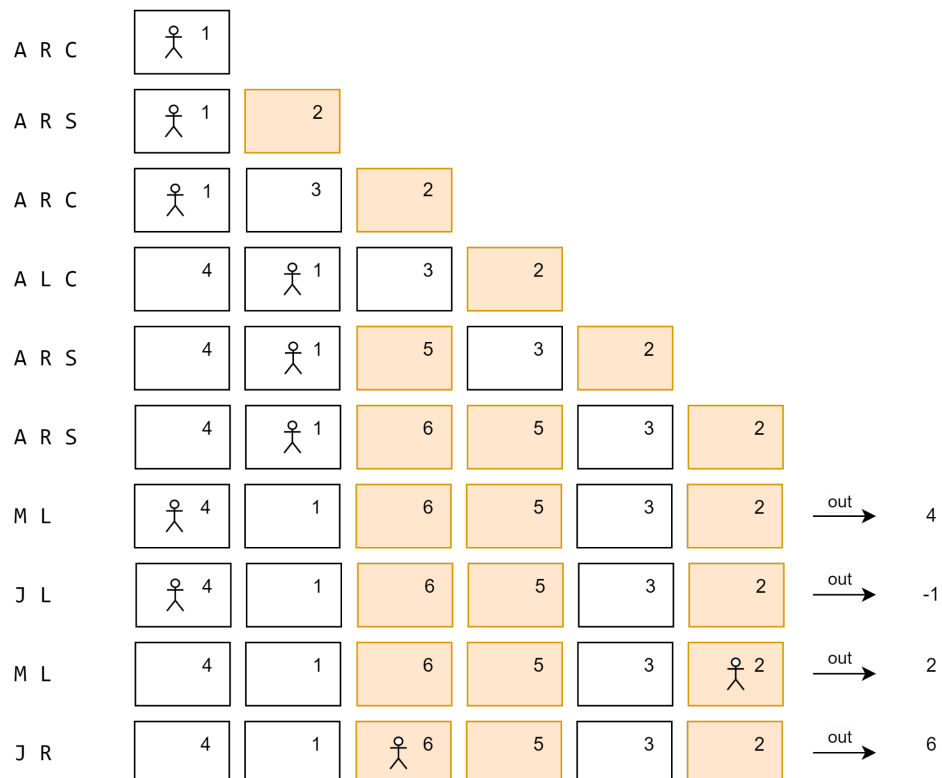 A R C 1
A R S 1 2
A R C 1 3 2
A L C 4 1 3 2
A R S 4 1 5 3 2
A R S 4 1 6 5 3 2
M L 4 1 6 5 3 2 out 4
J L 4 1 6 5 3 2 out -1
M L 4 1 6 5 3 2 out 2
J R 4 1 6 5 3 2 out 6